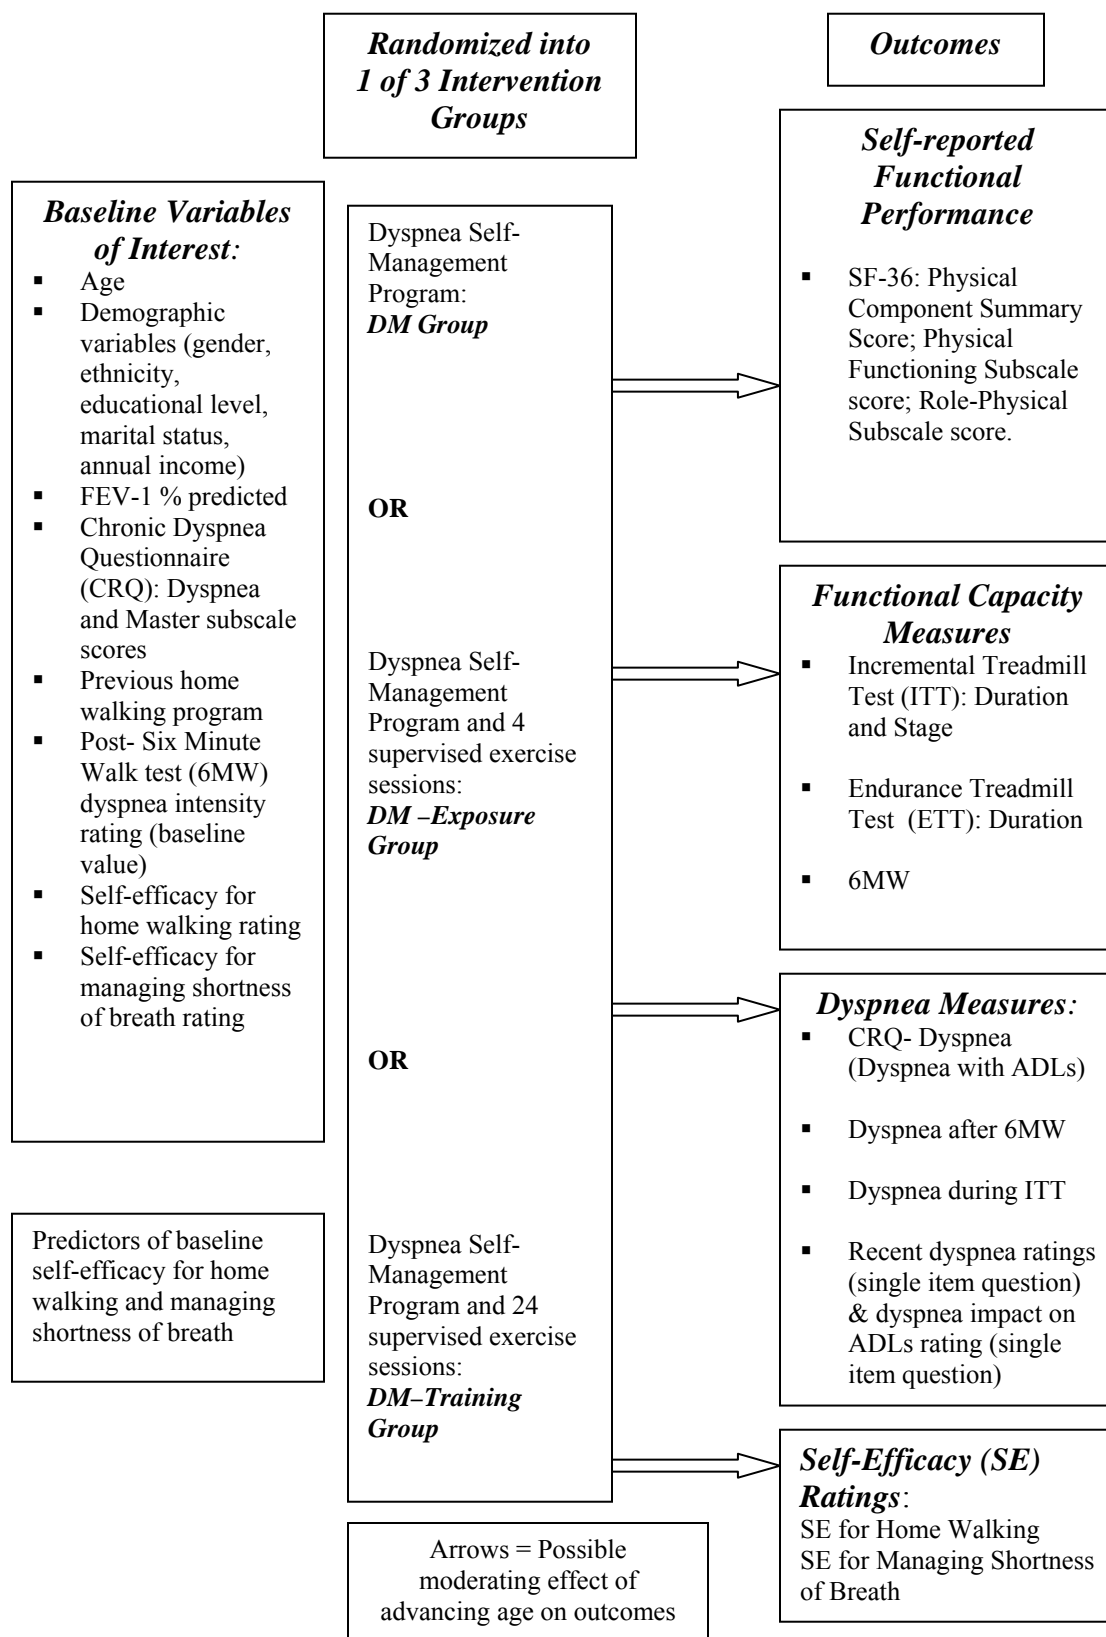 Randomized into
1 of 3 Intervention
Groups
Outcomes
Baseline Variables
of Interest:
▪ Age
▪ Demographic
variables (gender,
ethnicity,
educational level,
marital status,
annual income)
▪ FEV-1 % predicted
▪ Chronic Dyspnea
Questionnaire
(CRQ): Dyspnea
and Master subscale
scores
▪ Previous home
walking program
▪ Post- Six Minute
Walk test (6MW)
dyspnea intensity
rating (baseline
value)
▪ Self-efficacy for
home walking rating
▪ Self-efficacy for
managing shortness
of breath rating
Predictors of baseline
self-efficacy for home
walking and managing
shortness of breath
Dyspnea Self-
Management
Program:
DM Group
OR
Dyspnea Self-
Management
Program and 4
supervised exercise
sessions:
DM –Exposure
Group
OR
Dyspnea Self-
Management
Program and 24
supervised exercise
sessions:
DM–Training
Group
Arrows = Possible
moderating effect of
advancing age on outcomes
Self-reported
Functional
Performance
▪ SF-36: Physical
Component Summary
Score; Physical
Functioning Subscale
score; Role-Physical
Subscale score.
Functional Capacity
Measures
▪ Incremental Treadmill
Test (ITT): Duration
and Stage
▪ Endurance Treadmill
Test (ETT): Duration
▪ 6MW
Dyspnea Measures:
▪ CRQ- Dyspnea
(Dyspnea with ADLs)
▪ Dyspnea after 6MW
▪ Dyspnea during ITT
▪ Recent dyspnea ratings
(single item question)
& dyspnea impact on
ADLs rating (single
item question)
Self-Efficacy (SE)
Ratings:
SE for Home Walking
SE for Managing Shortness
of Breath